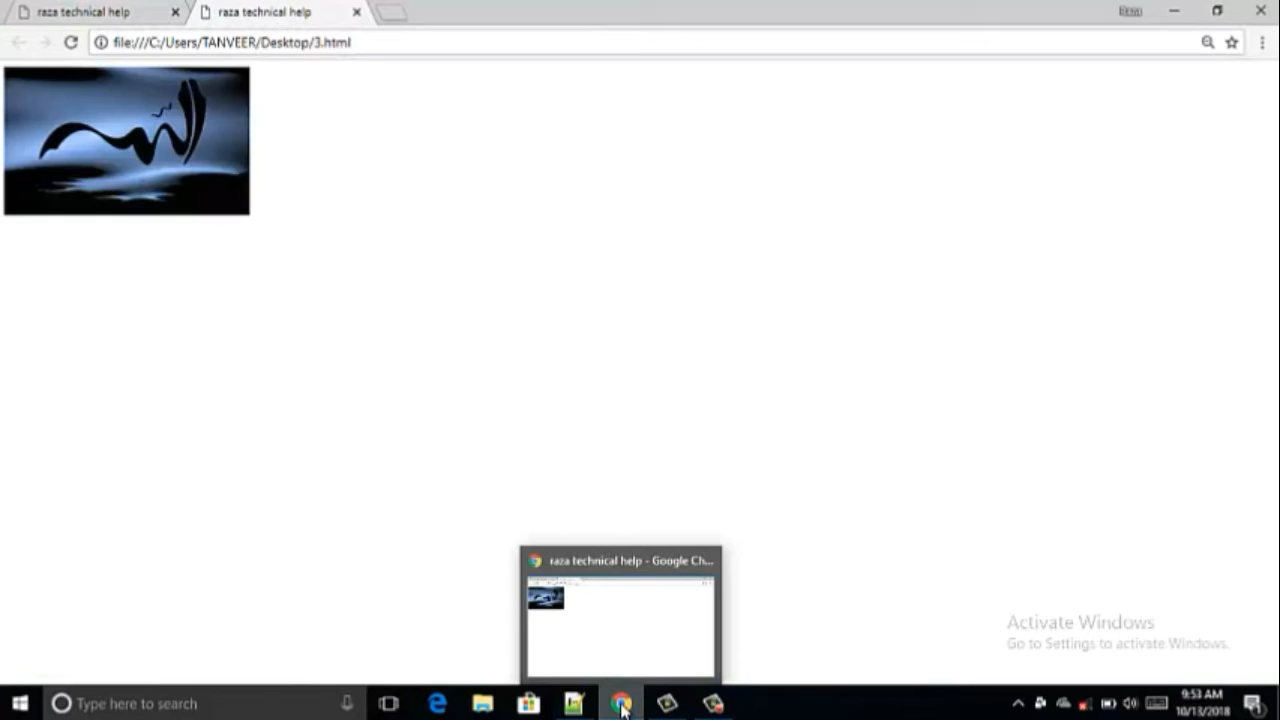 raza technical help
raza technical help
file:///C:/Users/TANVEER/Desktop/3.html
raza technical help - Google Ch...
Activate Windows
Go to Settings to activate Windows.
Type here to search
9:53 AM
10/13/2018